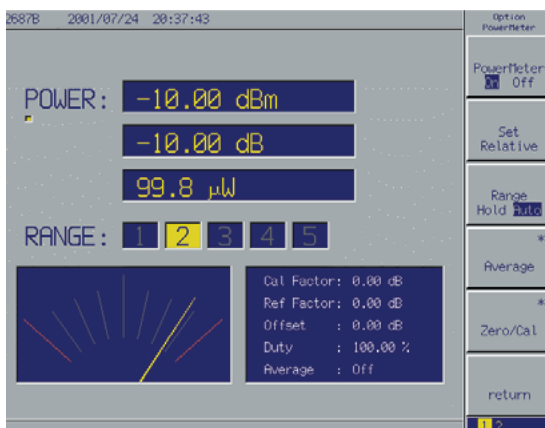 2687B 2001/07/24 20:37:43
POWER: -10.00 dBm
-10.00 dB
99.8 μW
RANGE: 1 2 3 4 5
Cal Factor: 0.00 dB
Ref Factor: 0.00 dB
Offset : 0.00 dB
Duty : 100.00 %
Average : Off
Option
PowerMeter
PowerMeter
On Off
Set
Relative
Range
Hold Auto
*
Average
*
Zero/Cal
return
1 2